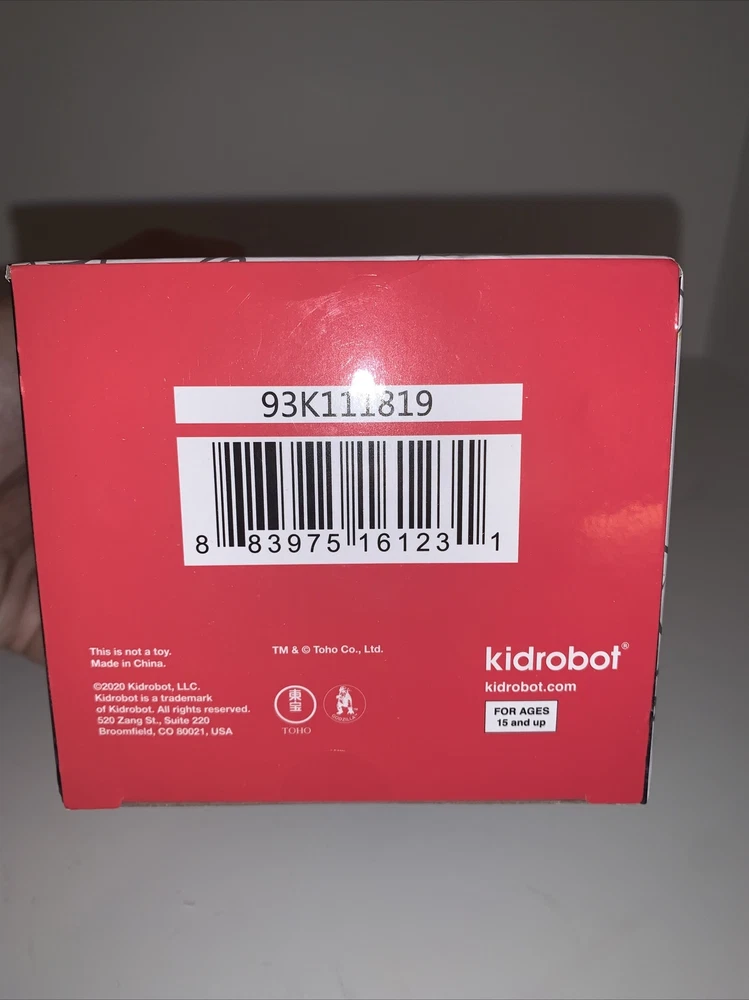 93K111819
8 83975 16123 1
This is not a toy.
Made in China.
©2020 Kidrobot, LLC.
Kidrobot is a trademark
of Kidrobot. All rights reserved.
520 Zang St., Suite 220
Broomfield, CO 80021, USA
TM & © Toho Co., Ltd.
東宝
TOHO
GODZILLA™
kidrobot®
kidrobot.com
FOR AGES
15 and up